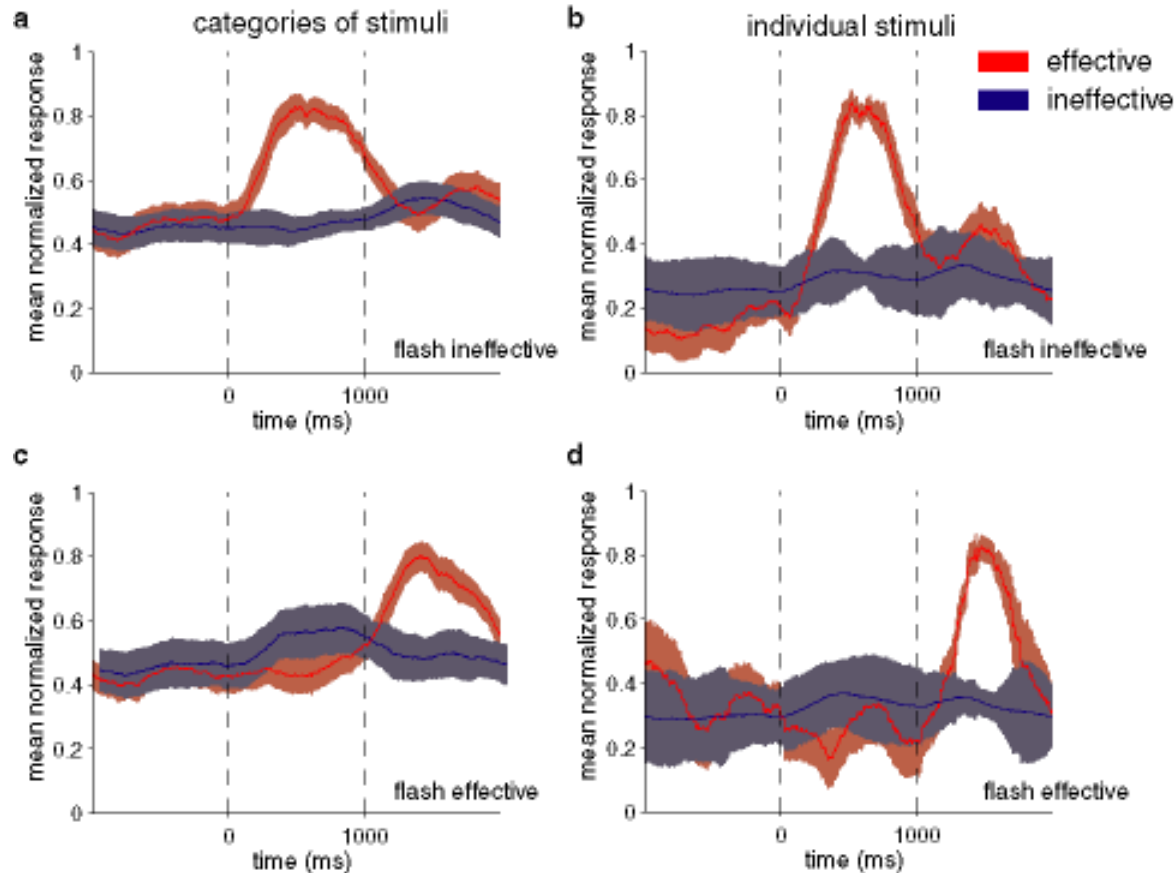 a
categories of stimuli
mean normalized response
1
0.8
0.6
0.4
0.2
0
flash ineffective
0
1000
time (ms)
b
individual stimuli
effective
ineffective
mean normalized response
1
0.8
0.6
0.4
0.2
0
flash ineffective
0
1000
time (ms)
c
mean normalized response
1
0.8
0.6
0.4
0.2
0
flash effective
0
1000
time (ms)
d
mean normalized response
1
0.8
0.6
0.4
0.2
0
flash effective
0
1000
time (ms)